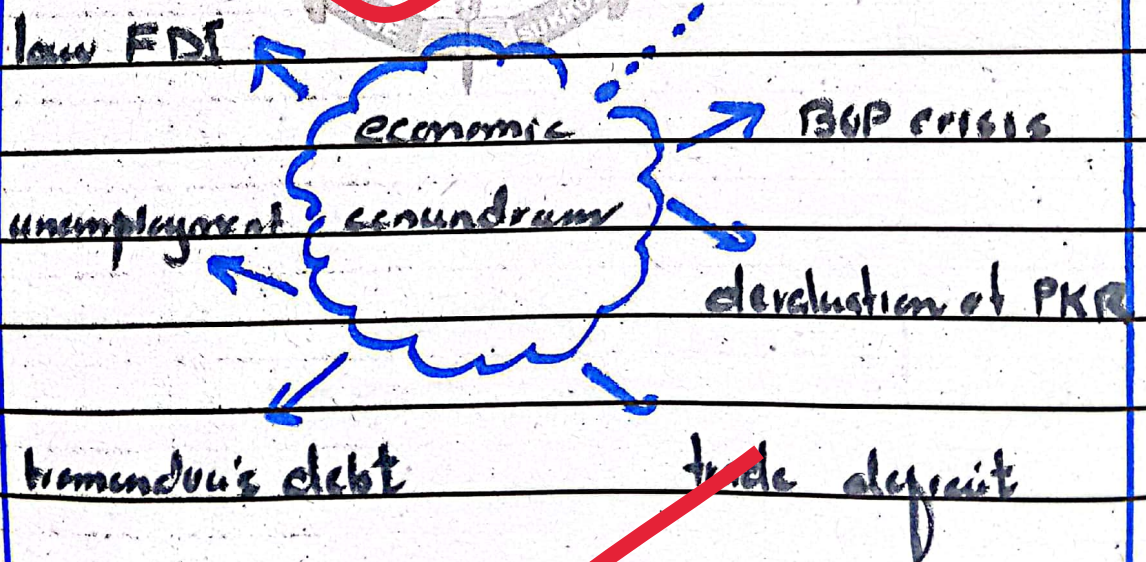 low FDI
economic
BOP crisis
unemployment
conundrum
devaluation of PKR
tremendous debt
trade deficit